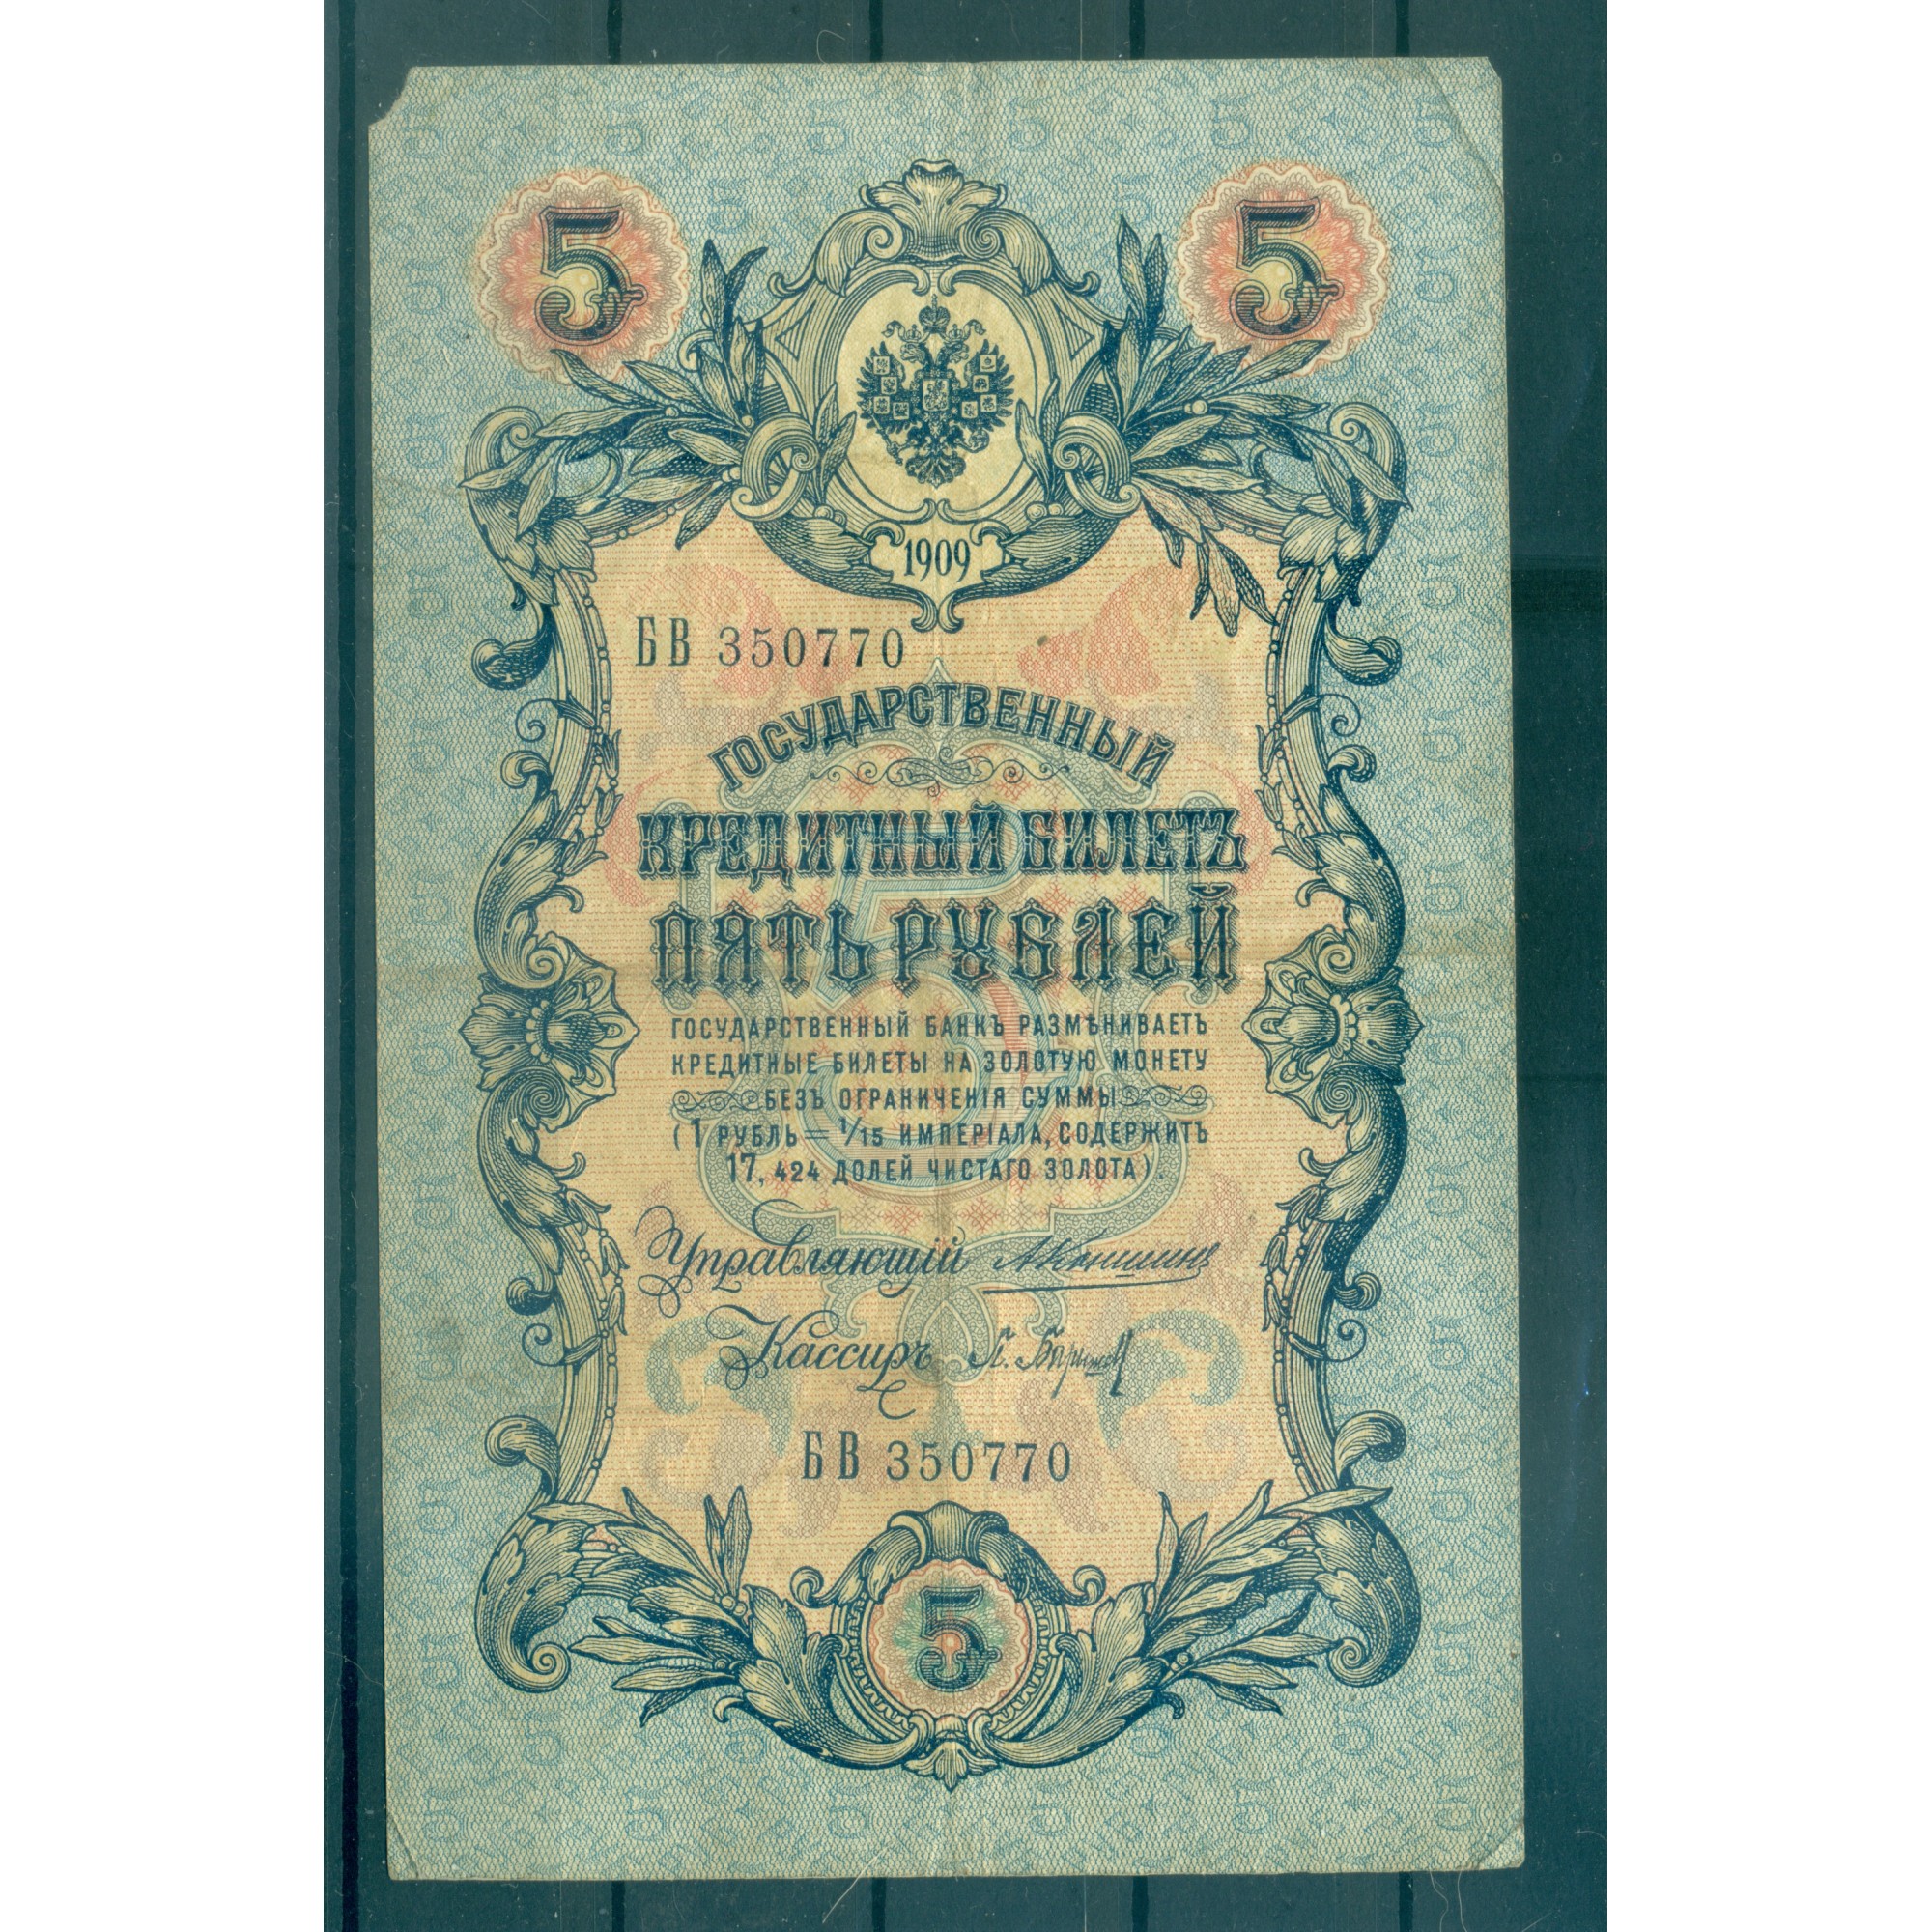 5 5
1909
БВ 350770
ГОСУДАРСТВЕННЫЙ
КРЕДИТНЫЙ БИЛЕТЪ
ПЯТЬ РУБЛЕЙ
ГОСУДАРСТВЕННЫЙ БАНКЪ РАЗМѢНИВАЕТЪ
КРЕДИТНЫЕ БИЛЕТЫ НА ЗОЛОТУЮ МОНЕТУ
БЕЗЪ ОГРАНИЧЕНІЯ СУММЫ
(1 РУБЛЬ = 1/15 ИМПЕРІАЛА, СОДЕРЖИТЪ
17, 424 ДОЛЕЙ ЧИСТАГО ЗОЛОТА).
Управляющій АКоншинъ
Кассиръ
БВ 350770
5